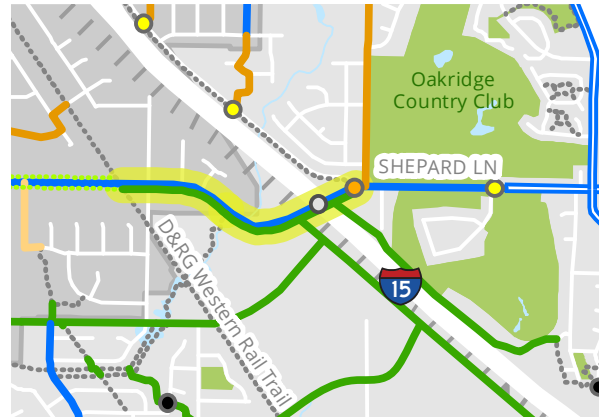 Oakridge
Country Club
SHEPARD LN
D&RG Western Rail Trail
15